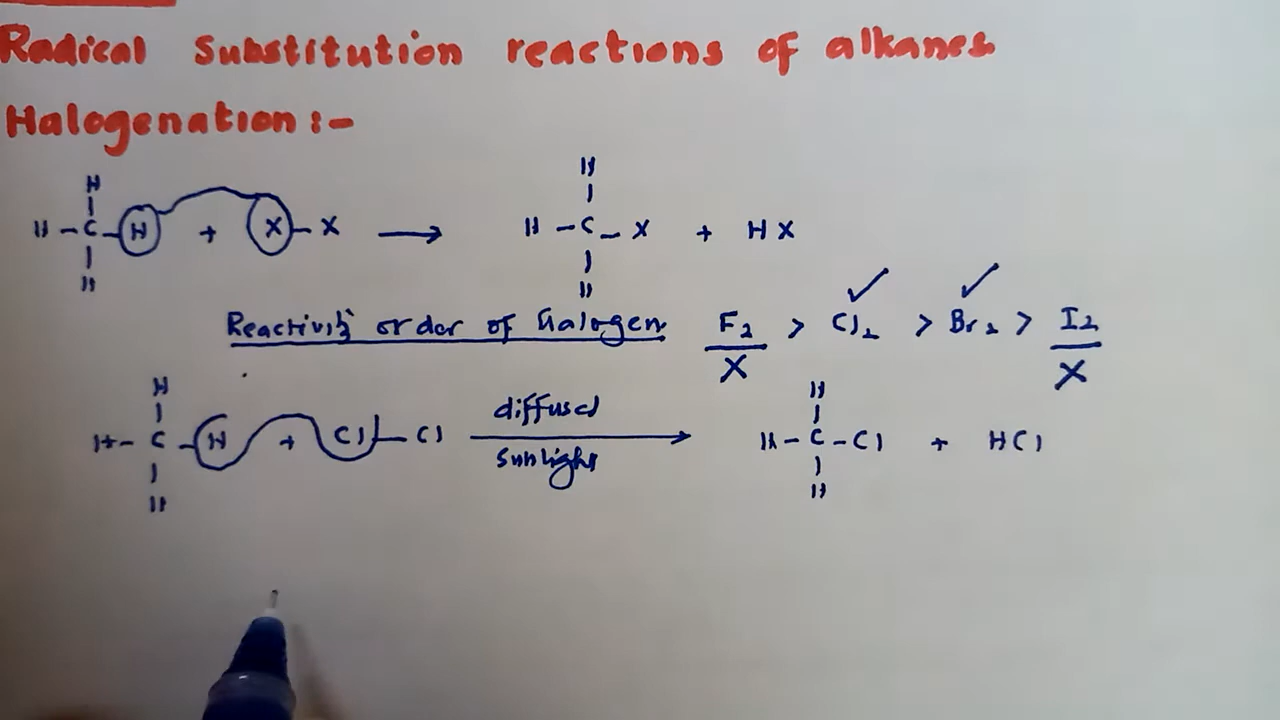 Radical Substitution reactions of alkanes
Halogenation :-
H
H - C - H + X - X → H - C - X + HX
H
H
H
Reactivity order of halogen F2 > Cl2 > Br2 > I2
X X
H
H - C - H + Cl - Cl diffused → H - C - Cl + HCl
sunlight
H
H
H